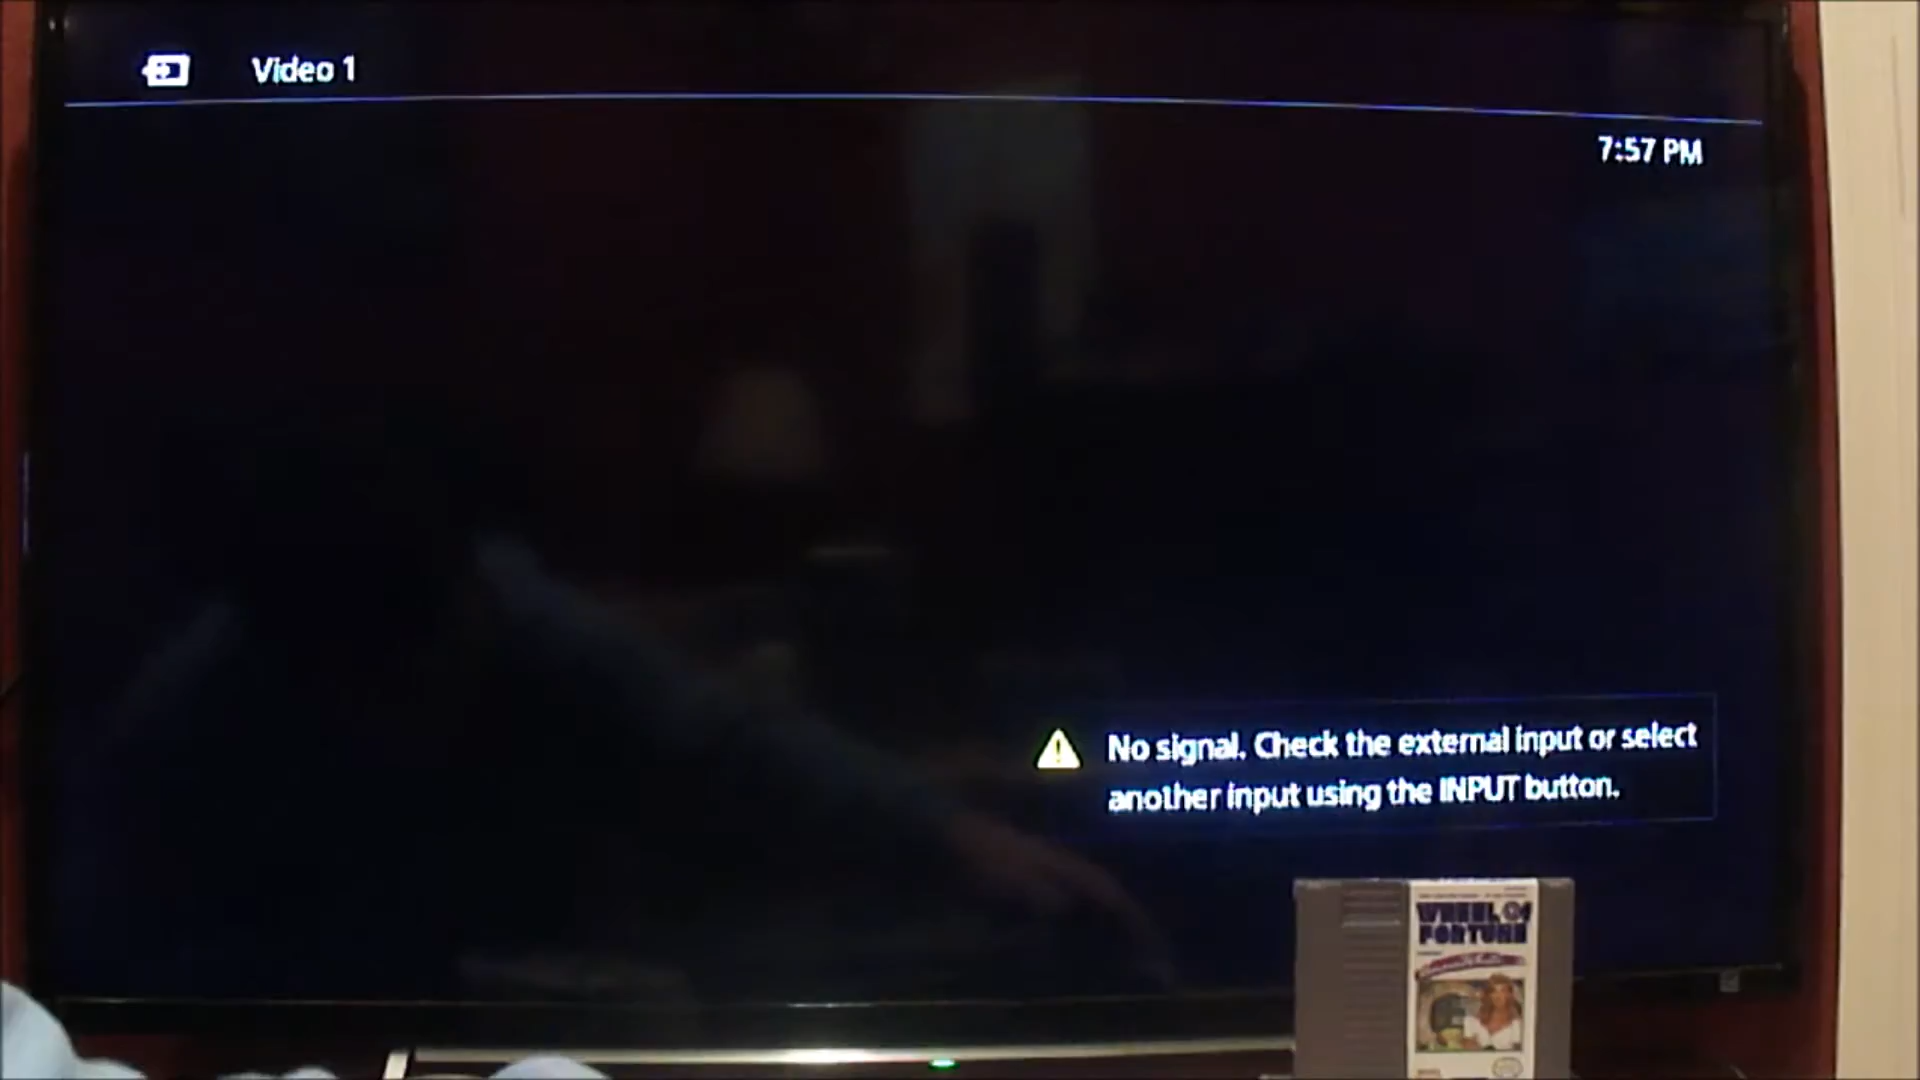 Video 1
7:57 PM
No signal. Check the external input or select
another input using the INPUT button.
WHEEL OF
FORTUNE